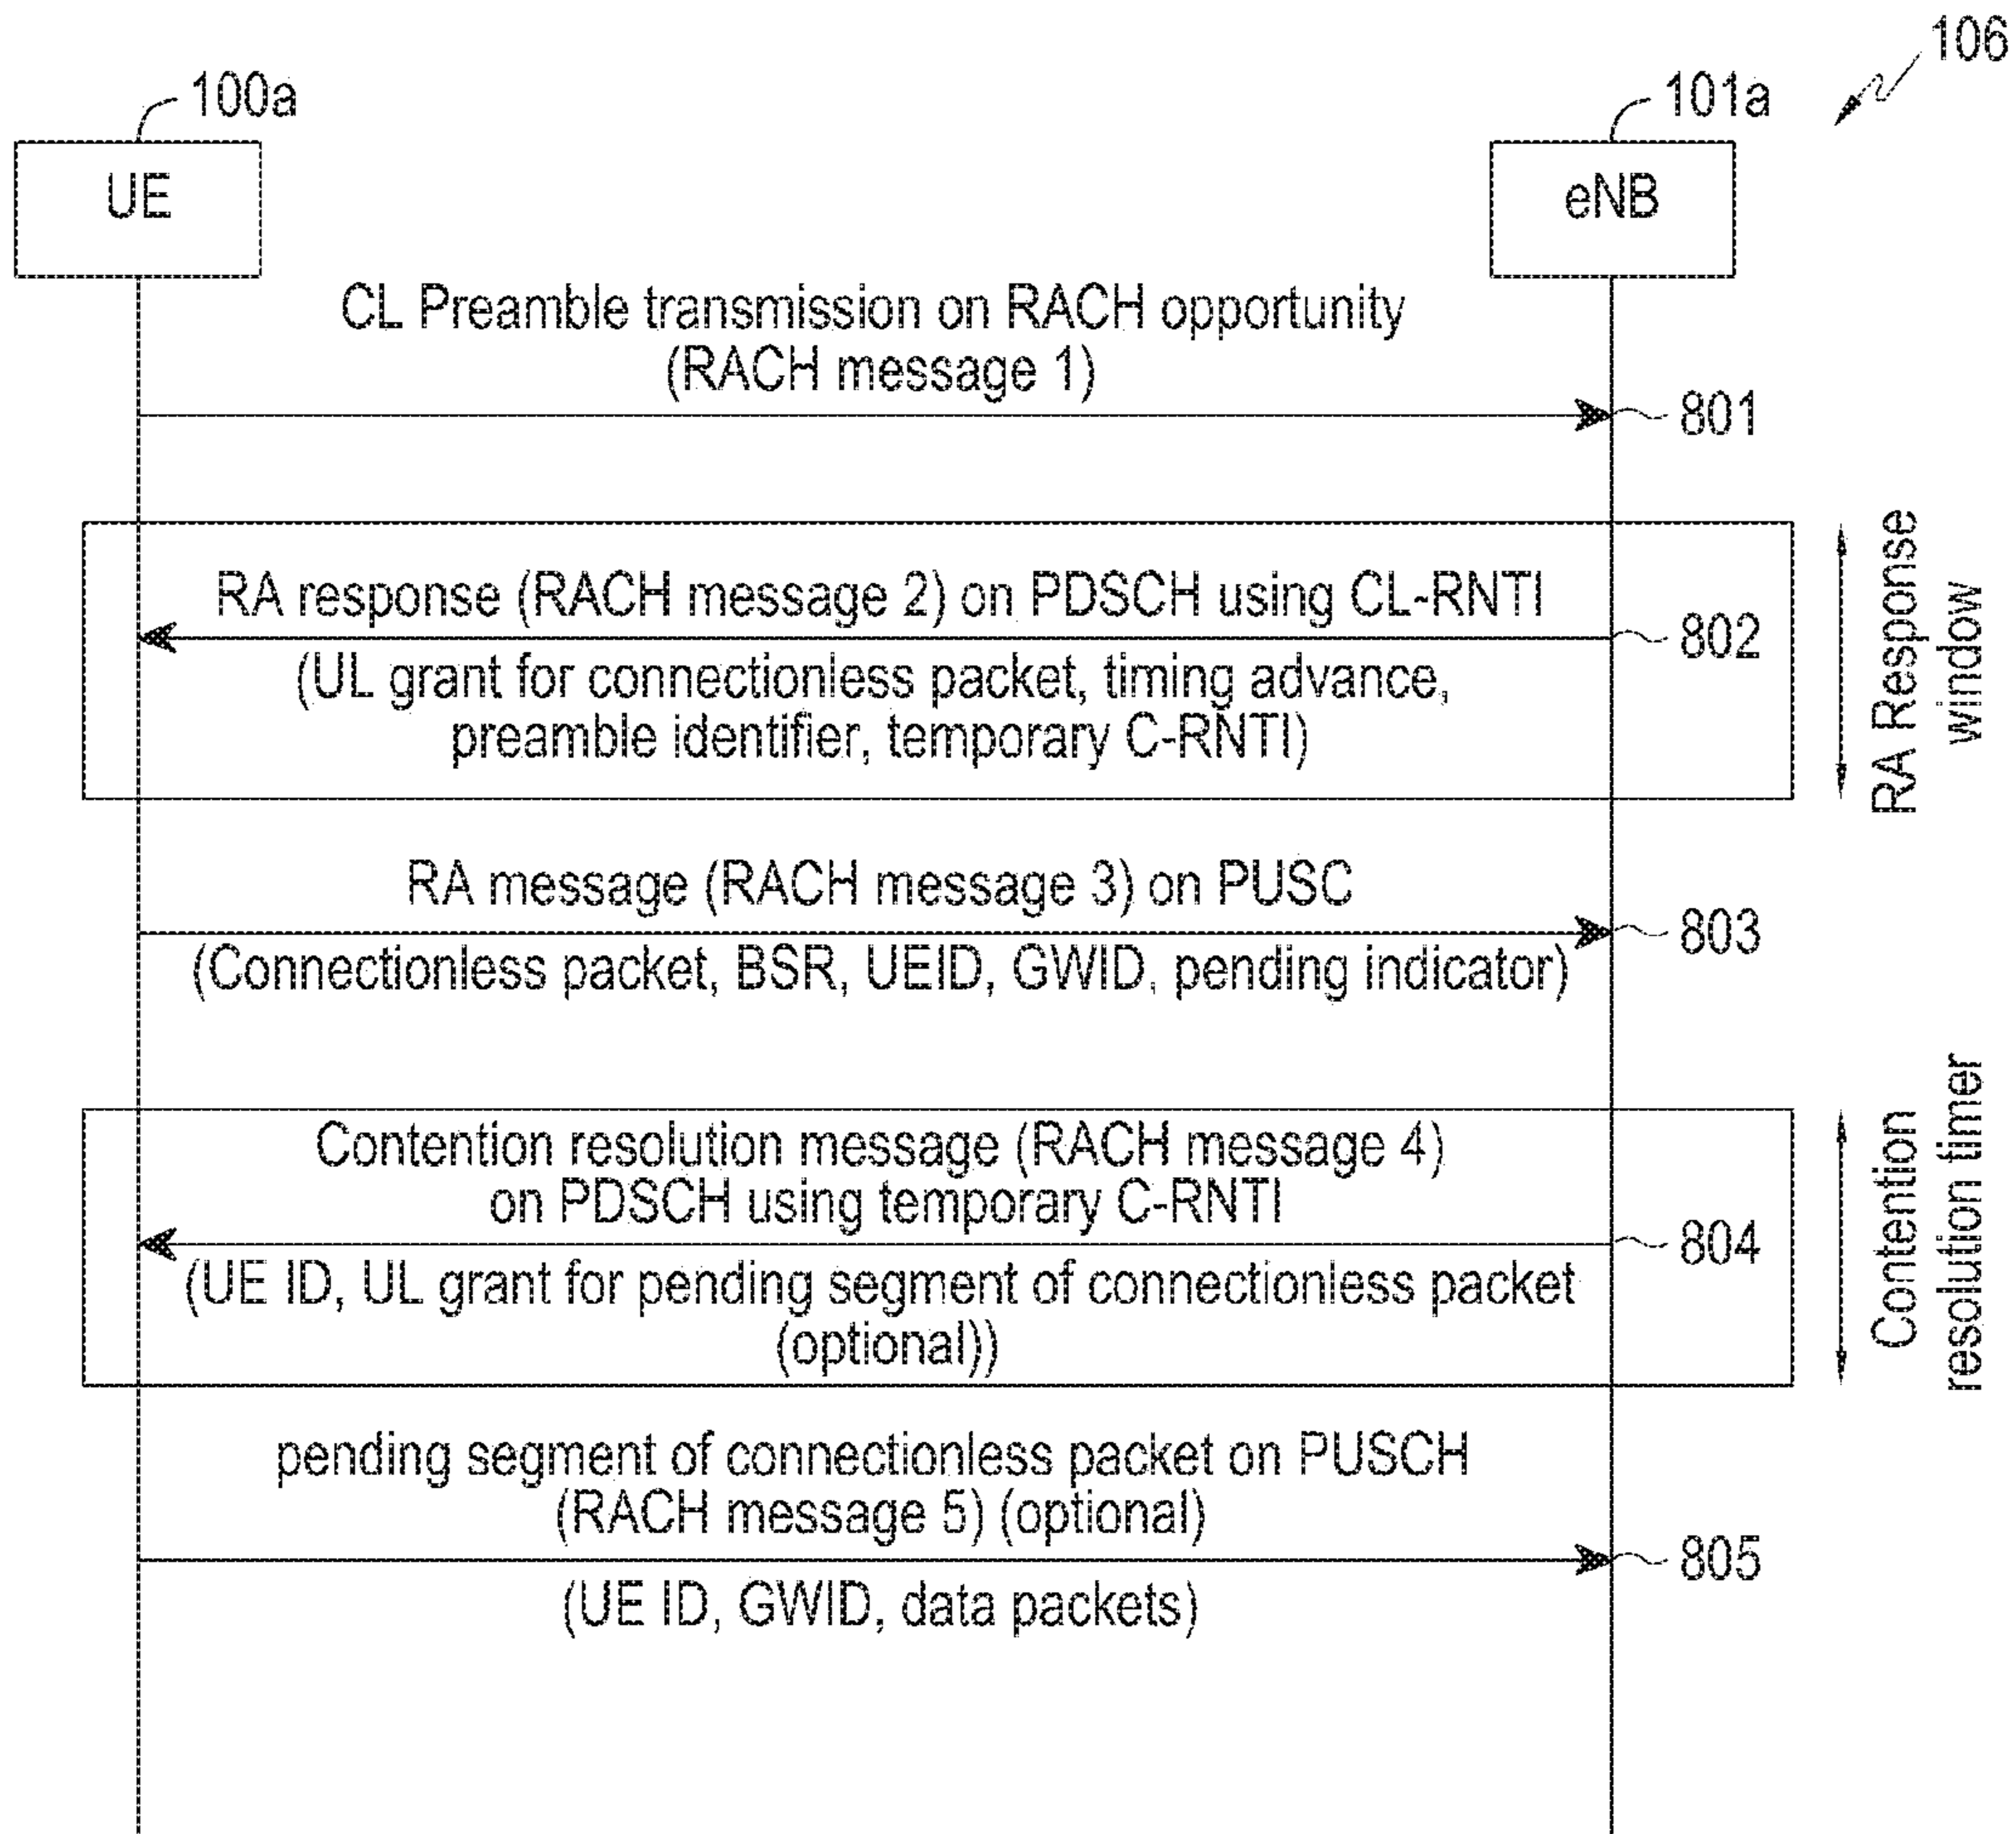 106
100a
101a
UE
eNB
CL Preamble transmission on RACH opportunity
(RACH message 1)
801
RA response (RACH message 2) on PDSCH using CL-RNTI
802
(UL grant for connectionless packet, timing advance,
preamble identifier, temporary C-RNTI)
RA Response
window
RA message (RACH message 3) on PUSC
803
(Connectionless packet, BSR, UEID, GWID, pending indicator)
Contention resolution message (RACH message 4)
on PDSCH using temporary C-RNTI
804
(UE ID, UL grant for pending segment of connectionless packet
(optional))
Contention
resolution timer
pending segment of connectionless packet on PUSCH
(RACH message 5) (optional)
805
(UE ID, GWID, data packets)